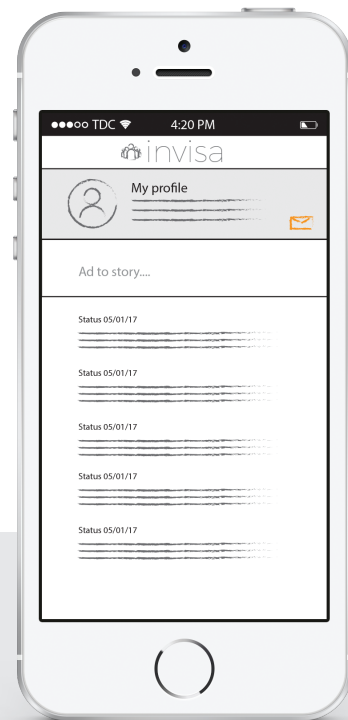 TDC 4:20 PM
invisa
My profile
Ad to story....
Status 05/01/17
Status 05/01/17
Status 05/01/17
Status 05/01/17
Status 05/01/17